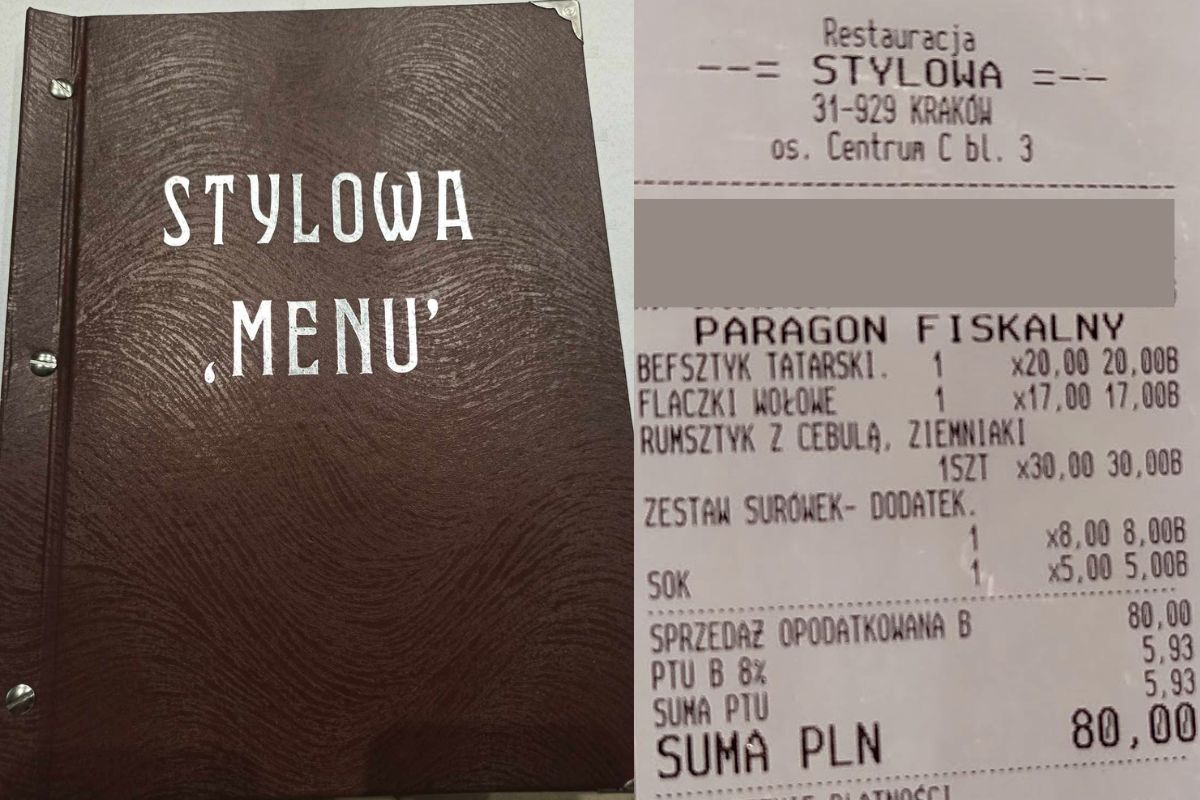 STYLOWA
‚MENU’
Restauracja
--= STYLOWA =--
31-929 KRAKÓW
os. Centrum C bl. 3
PARAGON FISKALNY
BEFSZTYK TATARSKI. 1 x20,00 20,00B
FLACZKI WOŁOWE 1 x17,00 17,00B
RUMSZTYK Z CEBULĄ, ZIEMNIAKI
1SZT x30,00 30,00B
ZESTAW SURÓWEK- DODATEK.
1 x8,00 8,00B
SOK 1 x5,00 5,00B
SPRZEDAŻ OPODATKOWANA B 80,00
PTU B 8% 5,93
SUMA PTU 5,93
SUMA PLN 80,00
PŁATNOŚCI